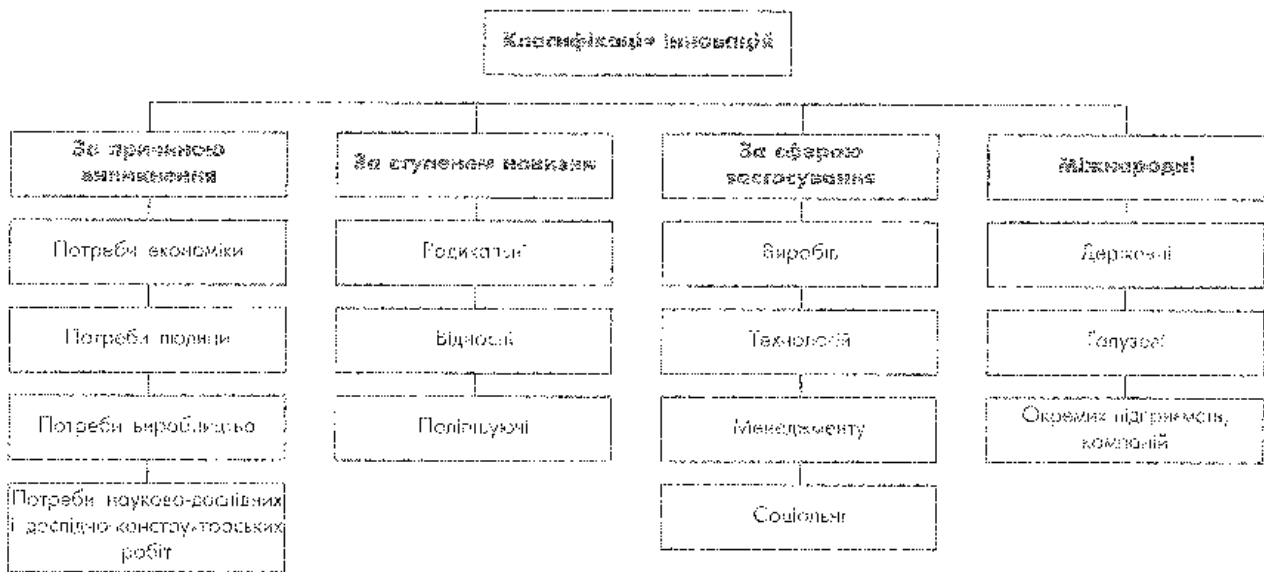 Класифікація інновацій
За причиною
виникнення
Потреби економіки
Потреби людини
Потреби виробництва
Потреби науково-дослідних
і дослідно-конструкторських
робіт
За ступенем новизни
Радикальні
Відносні
Поліпшуючі
За сферою
застосування
Виробів
Технологій
Менеджменту
Соціальні
Міжнародні
Державні
Галузеві
Окремих підприємств,
компаній